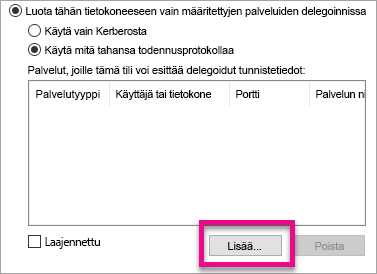 Luota tähän tietokoneeseen vain määritettyjen palveluiden delegoinnissa
Käytä vain Kerberosta
Käytä mitä tahansa todennusprotokollaa
Palvelut, joille tämä tili voi esittää delegoidut tunnistetiedot:
Palvelutyyppi Käyttäjä tai tietokone Portti Palvelun ni
Laajennettu Lisää... Poista